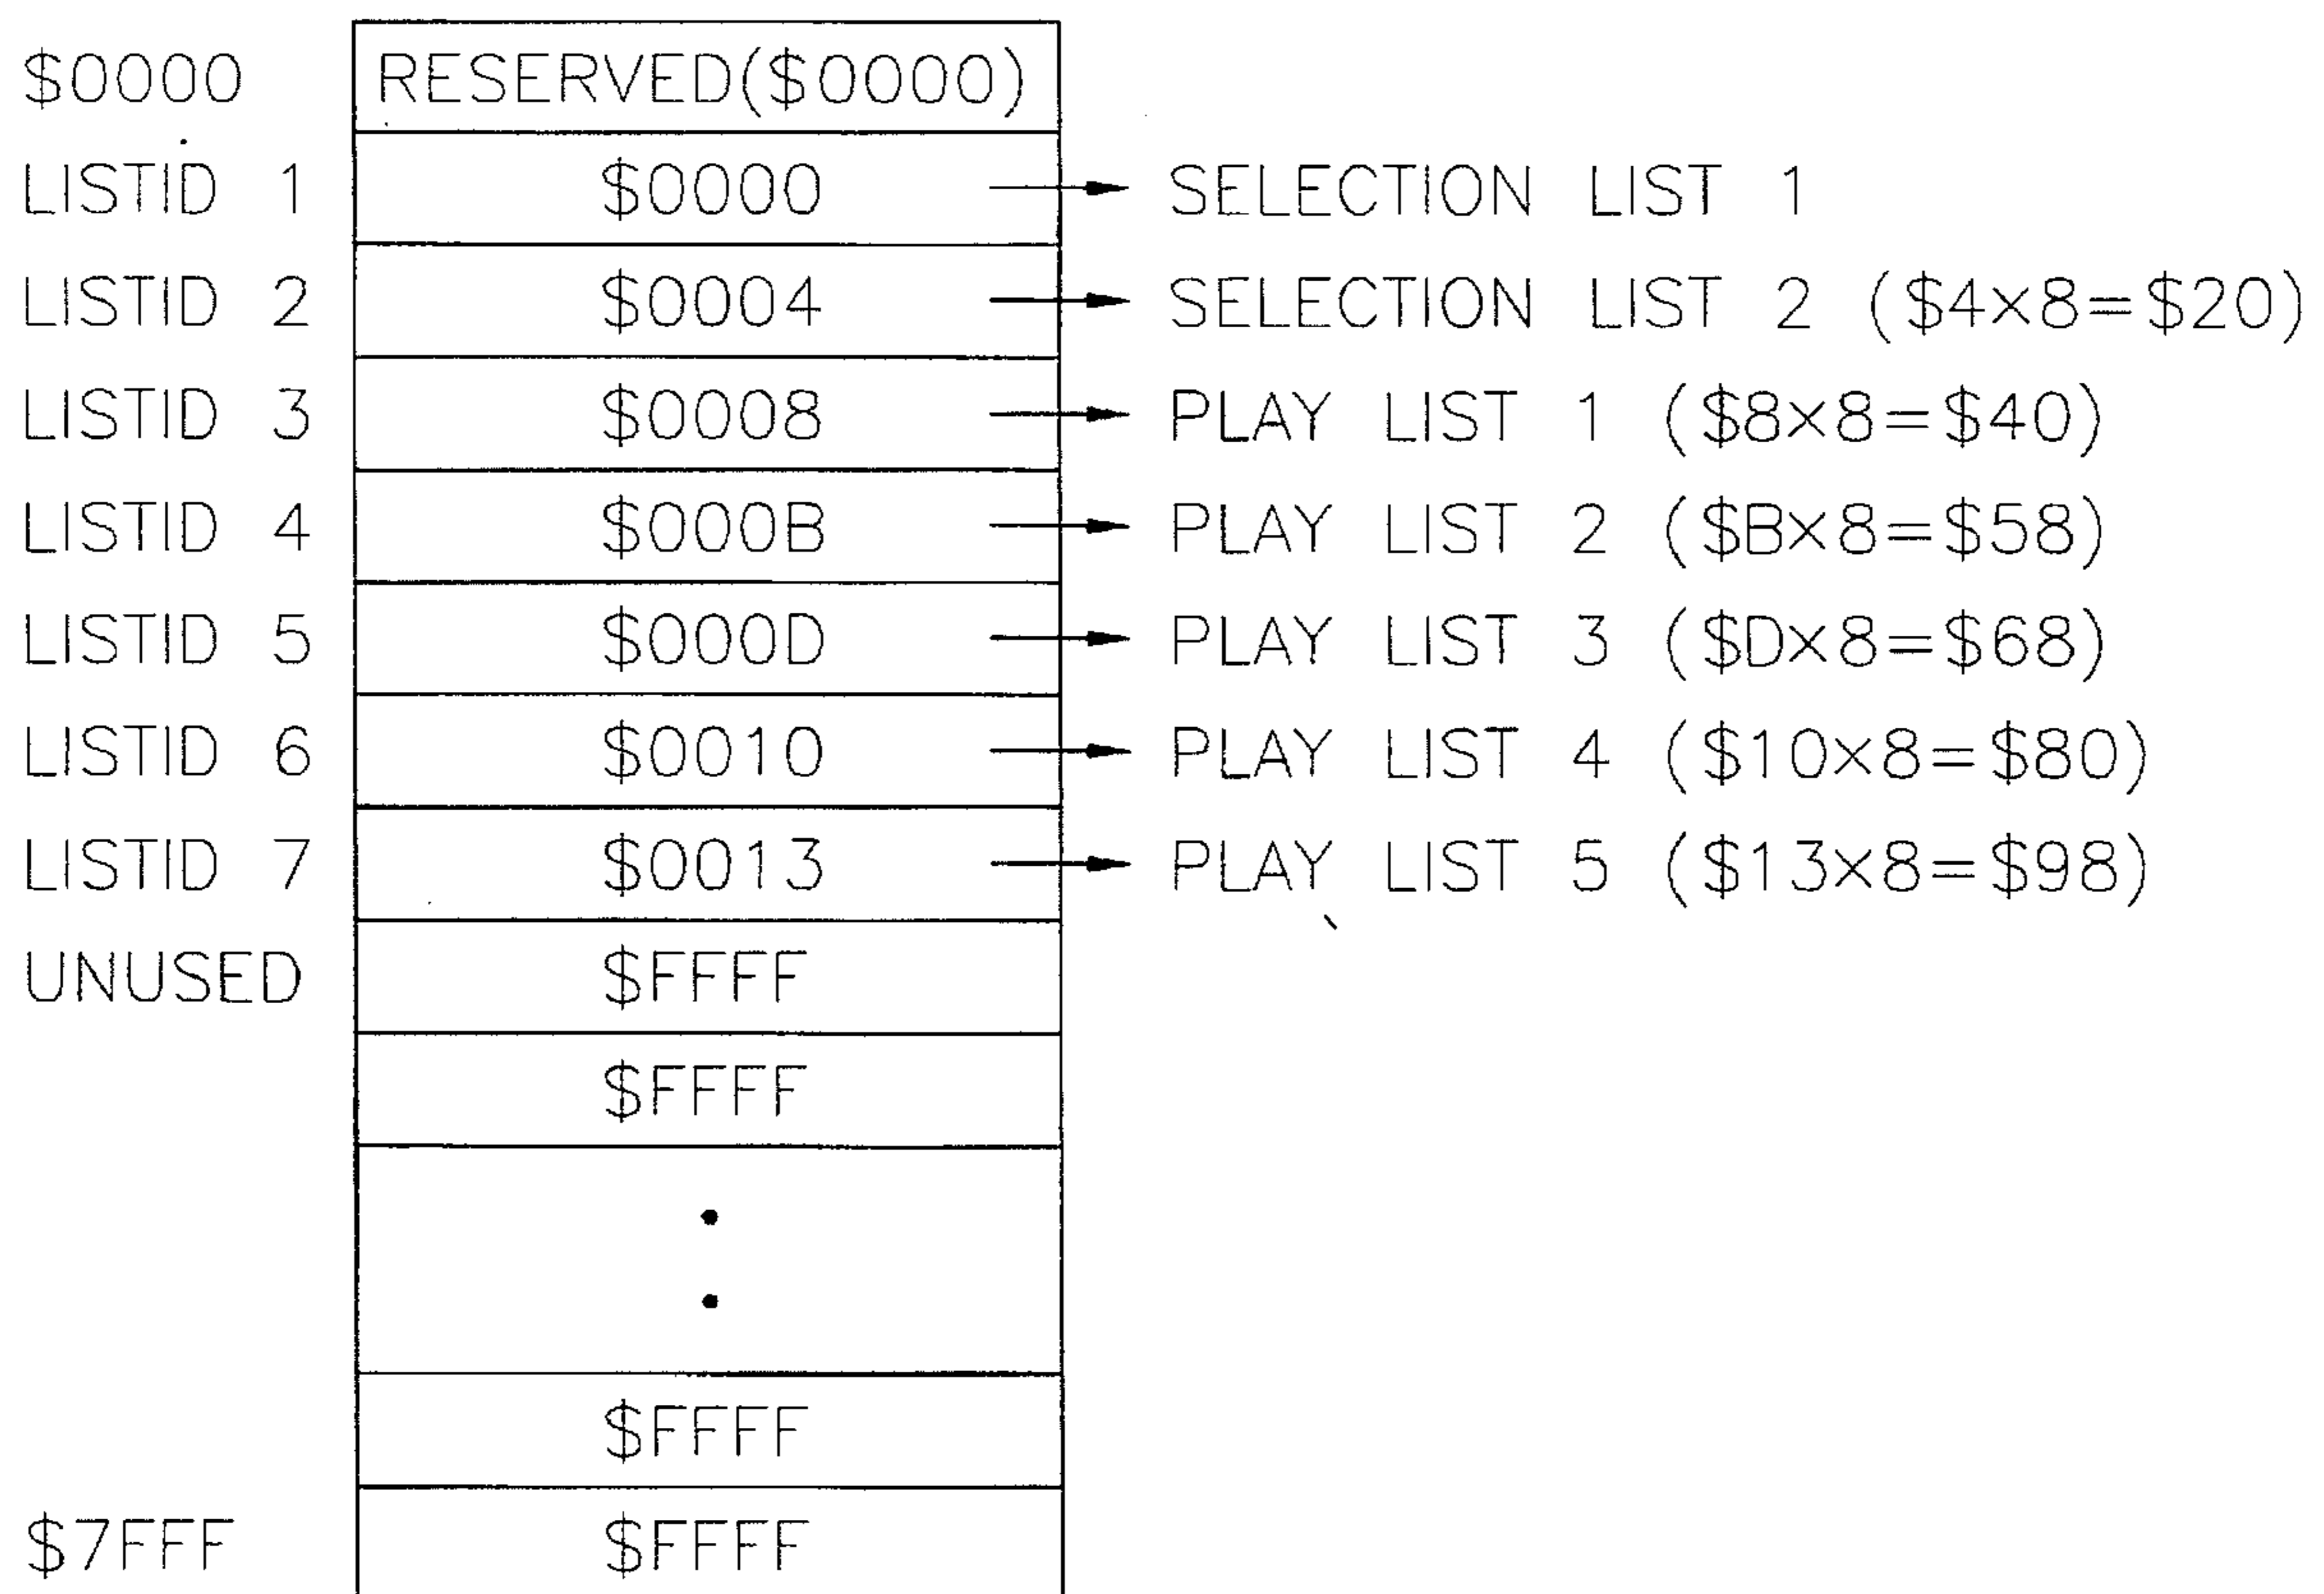 $0000 RESERVED($0000)
LISTID 1 $0000 SELECTION LIST 1
LISTID 2 $0004 SELECTION LIST 2 ($4×8=$20)
LISTID 3 $0008 PLAY LIST 1 ($8×8=$40)
LISTID 4 $000B PLAY LIST 2 ($B×8=$58)
LISTID 5 $000D PLAY LIST 3 ($D×8=$68)
LISTID 6 $0010 PLAY LIST 4 ($10×8=$80)
LISTID 7 $0013 PLAY LIST 5 ($13×8=$98)
UNUSED $FFFF
$FFFF
$FFFF
$7FFF $FFFF